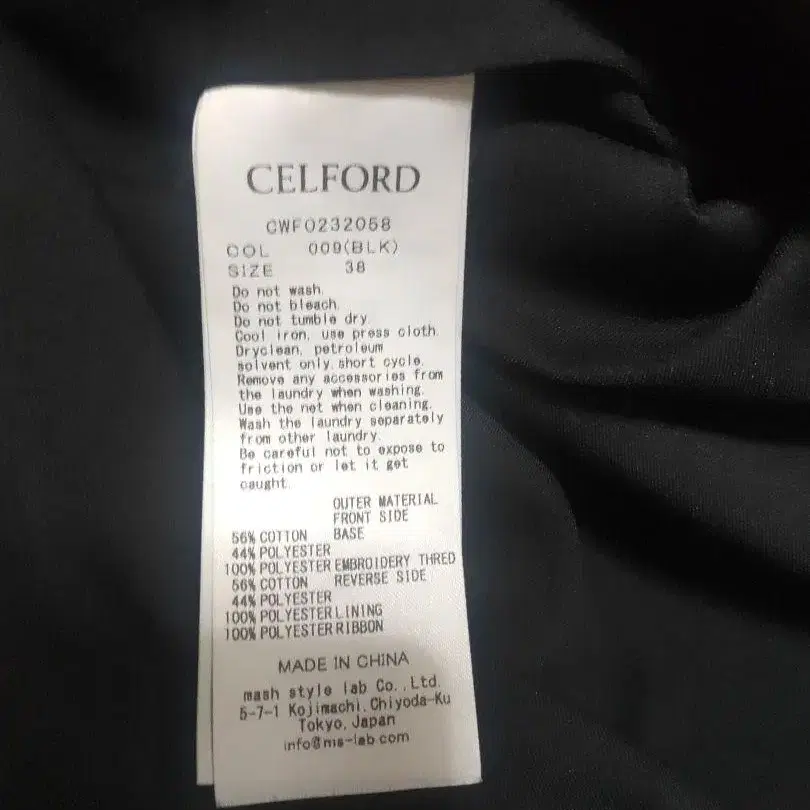 CELFORD
CWFO232058
COL 009(BLK)
SIZE 38
Do not wash.
Do not bleach.
Do not tumble dry.
Cool iron, use press cloth.
Dryclean, petroleum
solvent only, short cycle.
Remove any accessories from
the laundry when washing.
Use the net when cleaning.
Wash the laundry separately
from other laundry.
Be careful not to expose to
friction or let it get
caught.
OUTER MATERIAL
FRONT SIDE
56% COTTON BASE
44% POLYESTER
100% POLYESTER EMBROIDERY THRED
56% COTTON REVERSE SIDE
44% POLYESTER
100% POLYESTER LINING
100% POLYESTER RIBBON
MADE IN CHINA
mash style lab Co., Ltd.
5-7-1 Kojimachi, Chiyoda-Ku
Tokyo, Japan
info@ms-lab.com